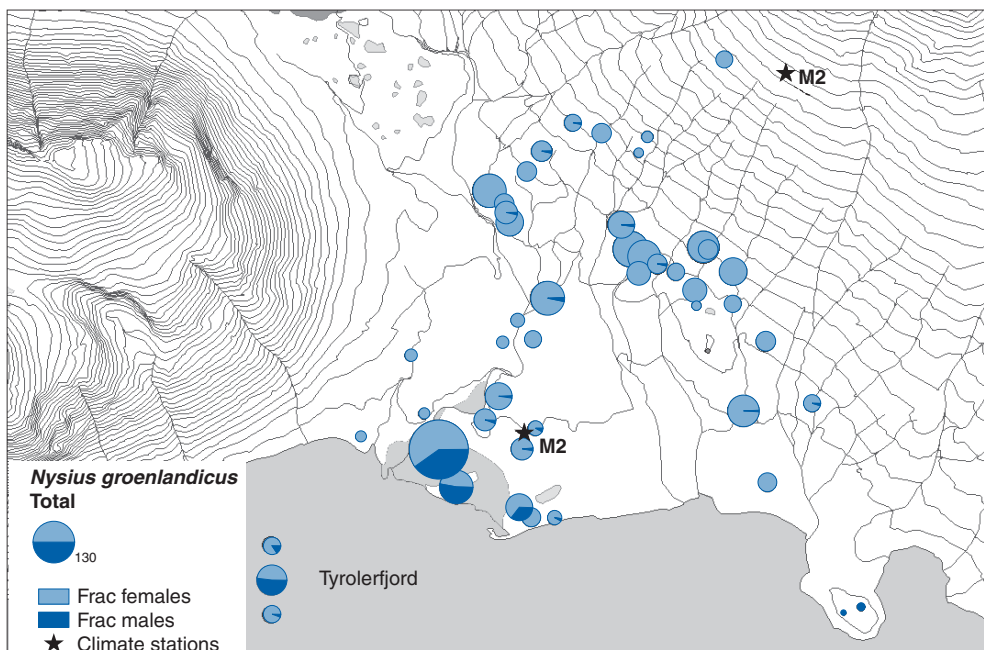 M2
M2
Nysius groenlandicus
Total
130
Frac females
Frac males
Climate stations
Tyrolerfjord